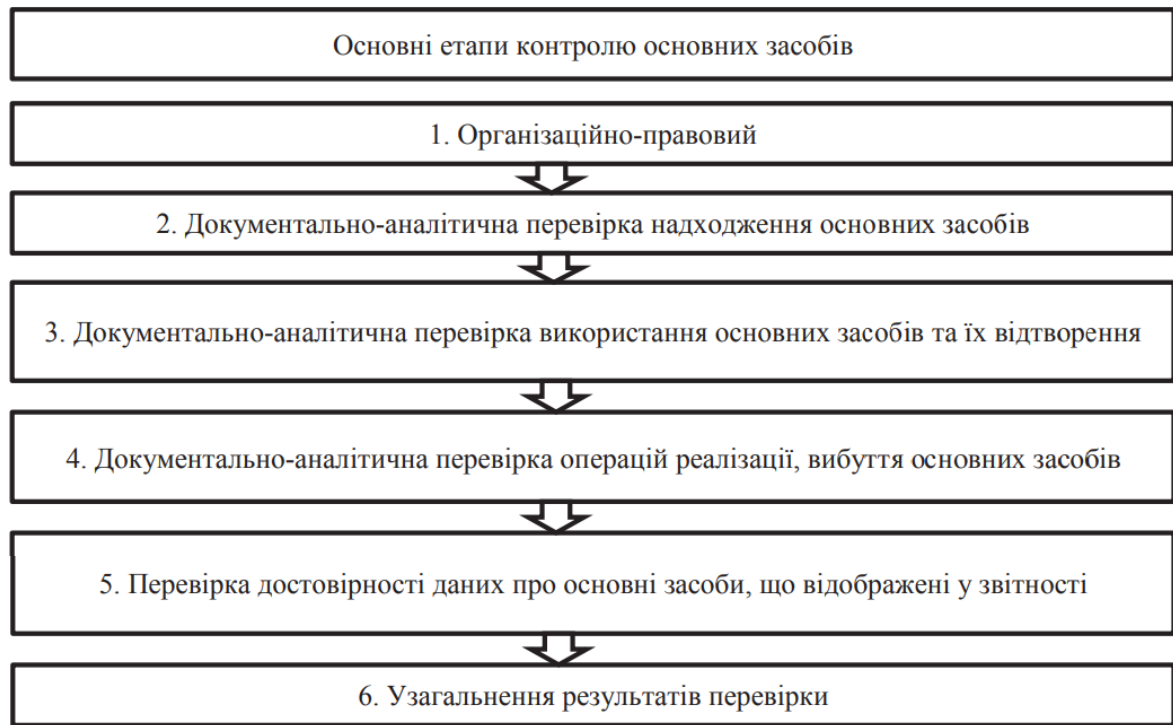 Основні етапи контролю основних засобів
1. Організаційно-правовий
2. Документально-аналітична перевірка надходження основних засобів
3. Документально-аналітична перевірка використання основних засобів та їх відтворення
4. Документально-аналітична перевірка операцій реалізації, вибуття основних засобів
5. Перевірка достовірності даних про основні засоби, що відображені у звітності
6. Узагальнення результатів перевірки